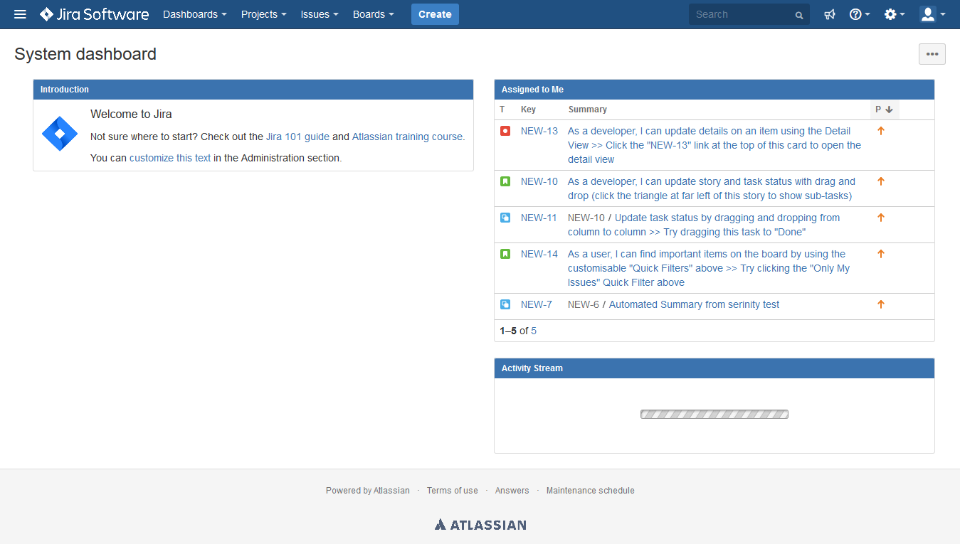 Jira Software Dashboards Projects Issues Boards Create Search
System dashboard
Introduction
Welcome to Jira
Not sure where to start? Check out the Jira 101 guide and Atlassian training course.
You can customize this text in the Administration section.
Assigned to Me
T Key Summary P
NEW-13 As a developer, I can update details on an item using the Detail
View >> Click the "NEW-13" link at the top of this card to open the
detail view
NEW-10 As a developer, I can update story and task status with drag and
drop (click the triangle at far left of this story to show sub-tasks)
NEW-11 NEW-10 / Update task status by dragging and dropping from
column to column >> Try dragging this task to "Done"
NEW-14 As a user, I can find important items on the board by using the
customisable "Quick Filters" above >> Try clicking the "Only My
Issues" Quick Filter above
NEW-7 NEW-6 / Automated Summary from serinity test
1–5 of 5
Activity Stream
Powered by Atlassian · Terms of use · Answers · Maintenance schedule
ATLASSIAN